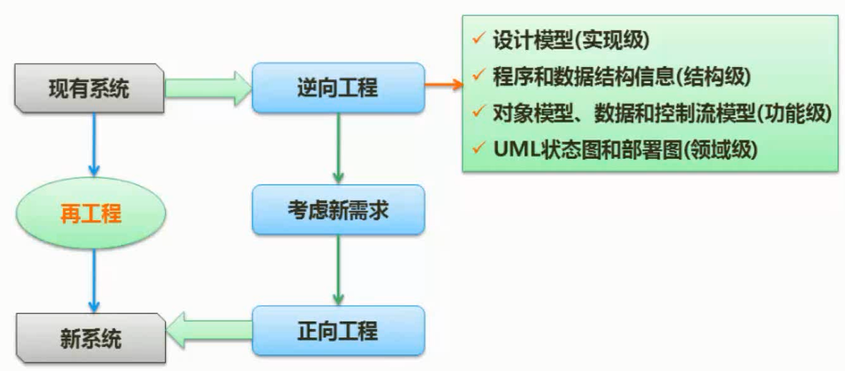 现有系统
逆向工程
✓ 设计模型(实现级)
✓ 程序和数据结构信息(结构级)
✓ 对象模型、数据和控制流模型(功能级)
✓ UML状态图和部署图(领域级)
再工程
考虑新需求
新系统
正向工程